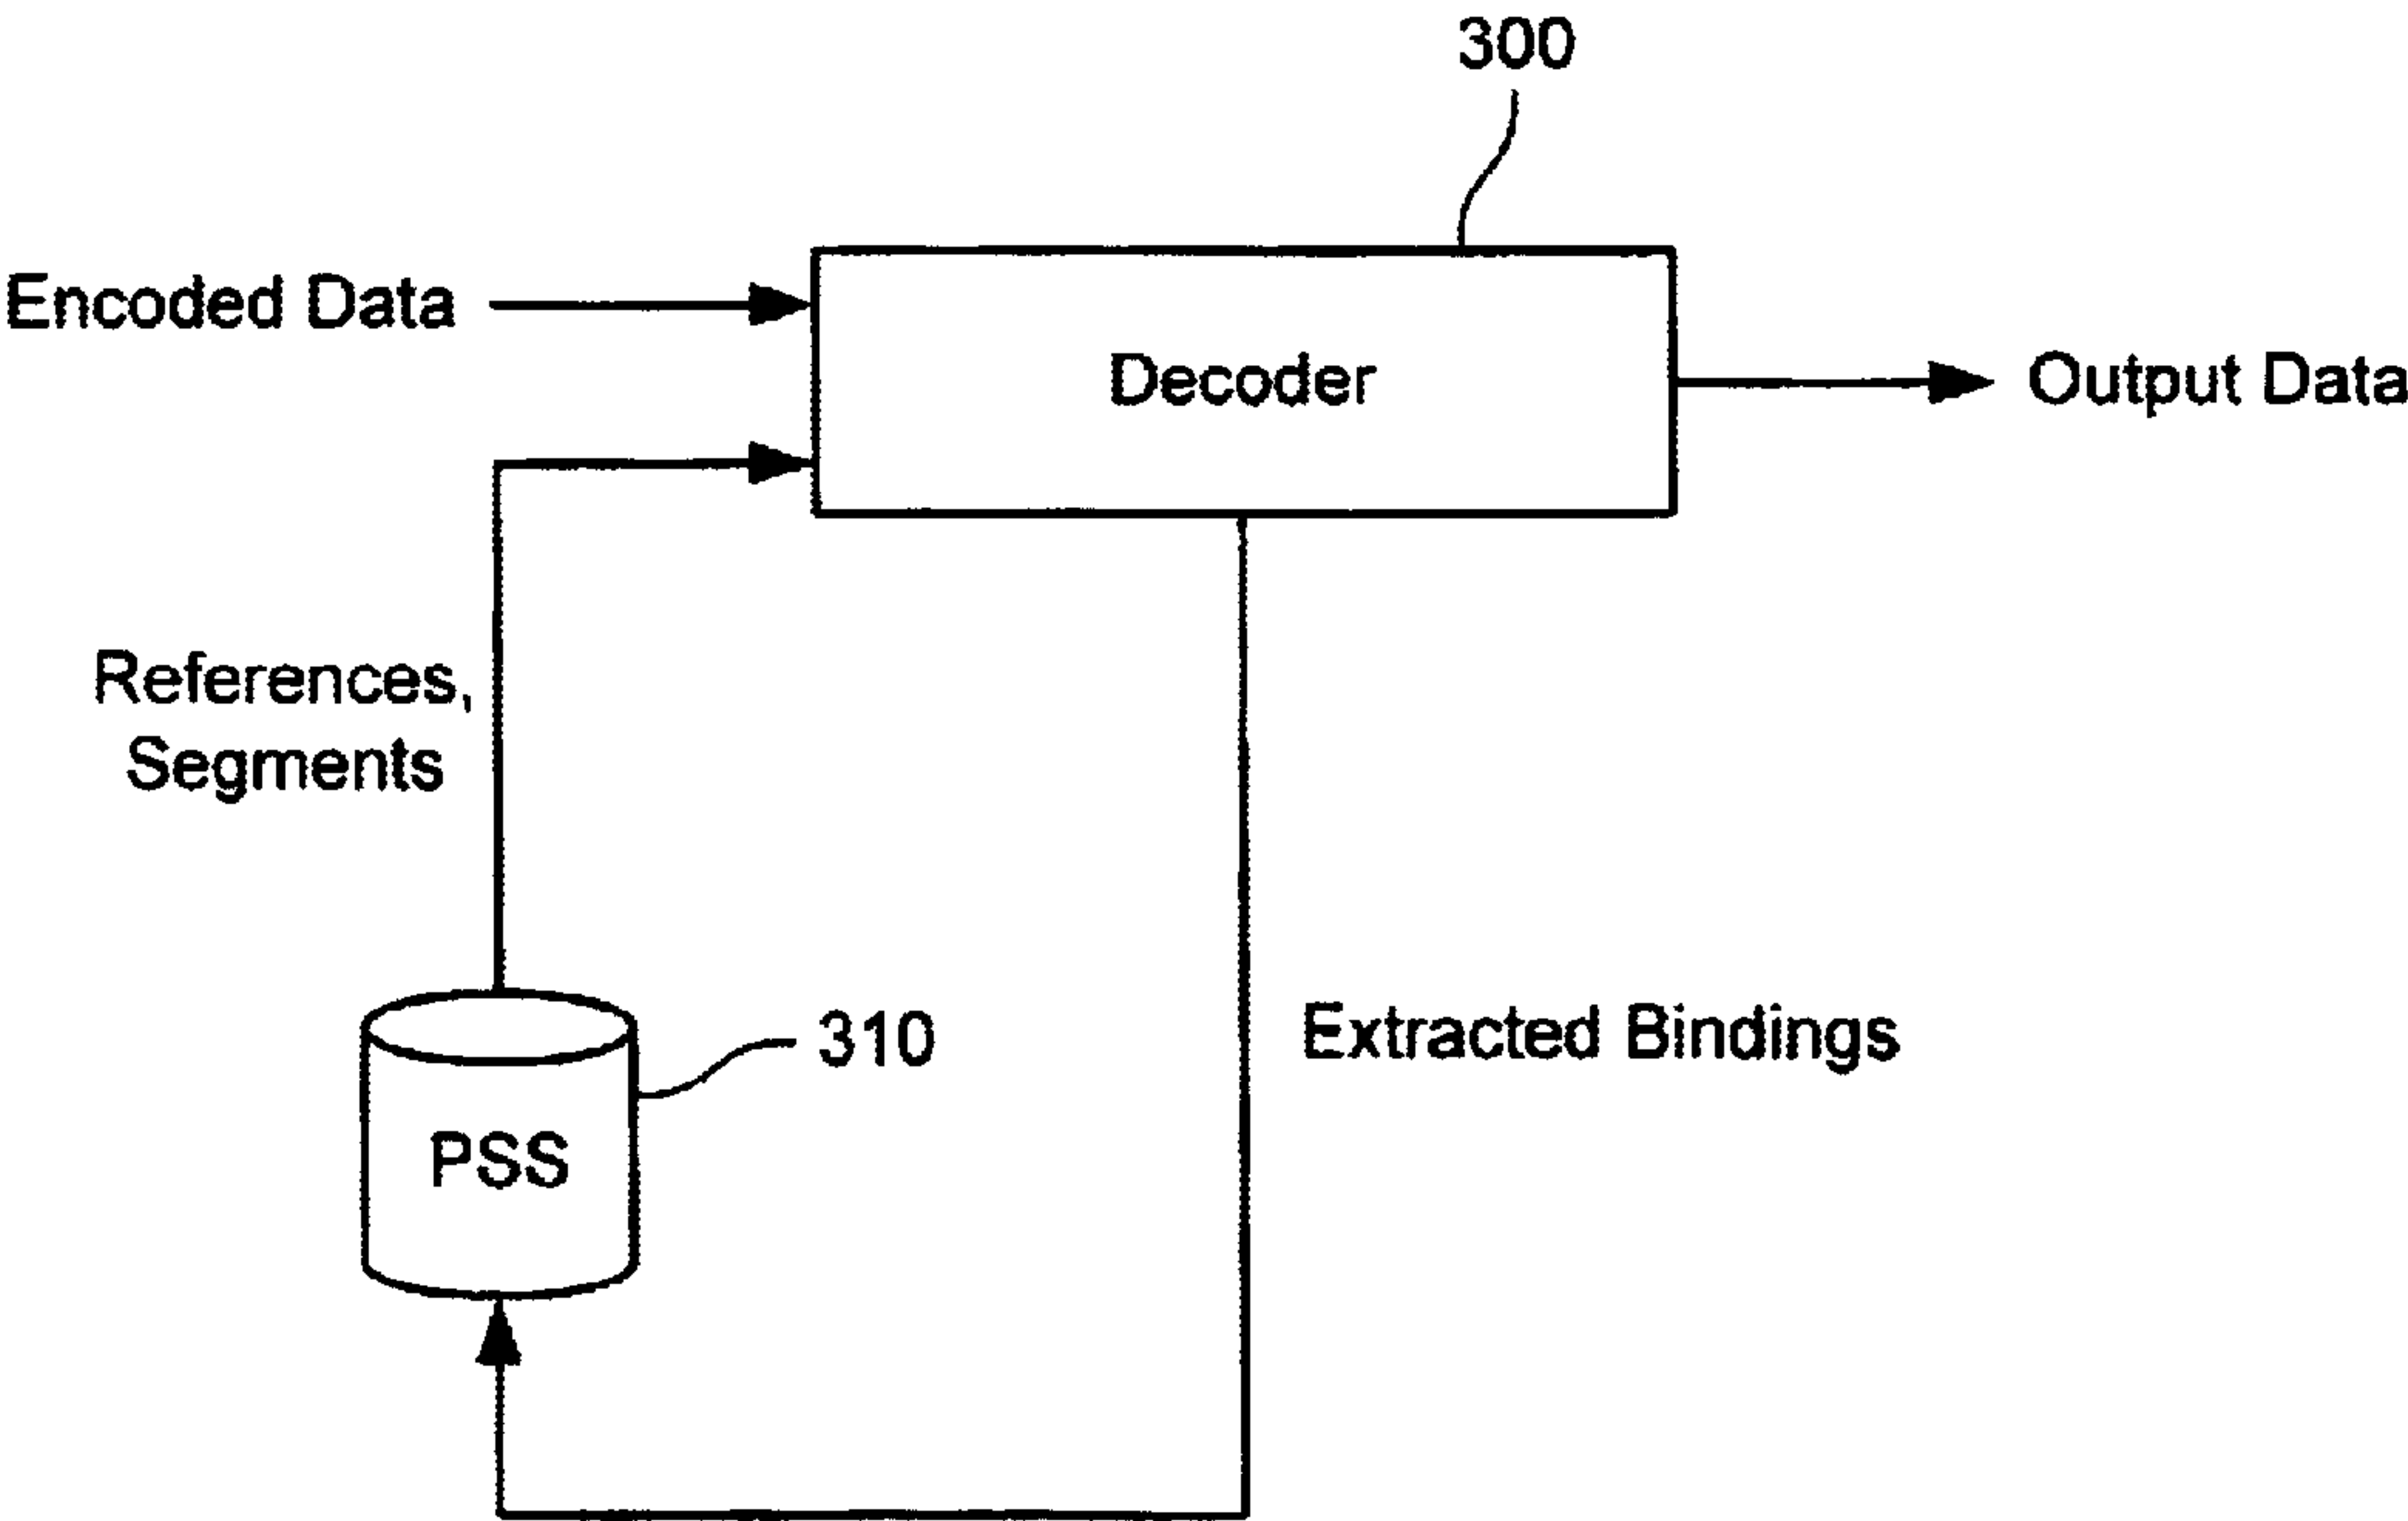 300
Encoded Data
Decoder
Output Data
References,
Segments
310
Extracted Bindings
PSS